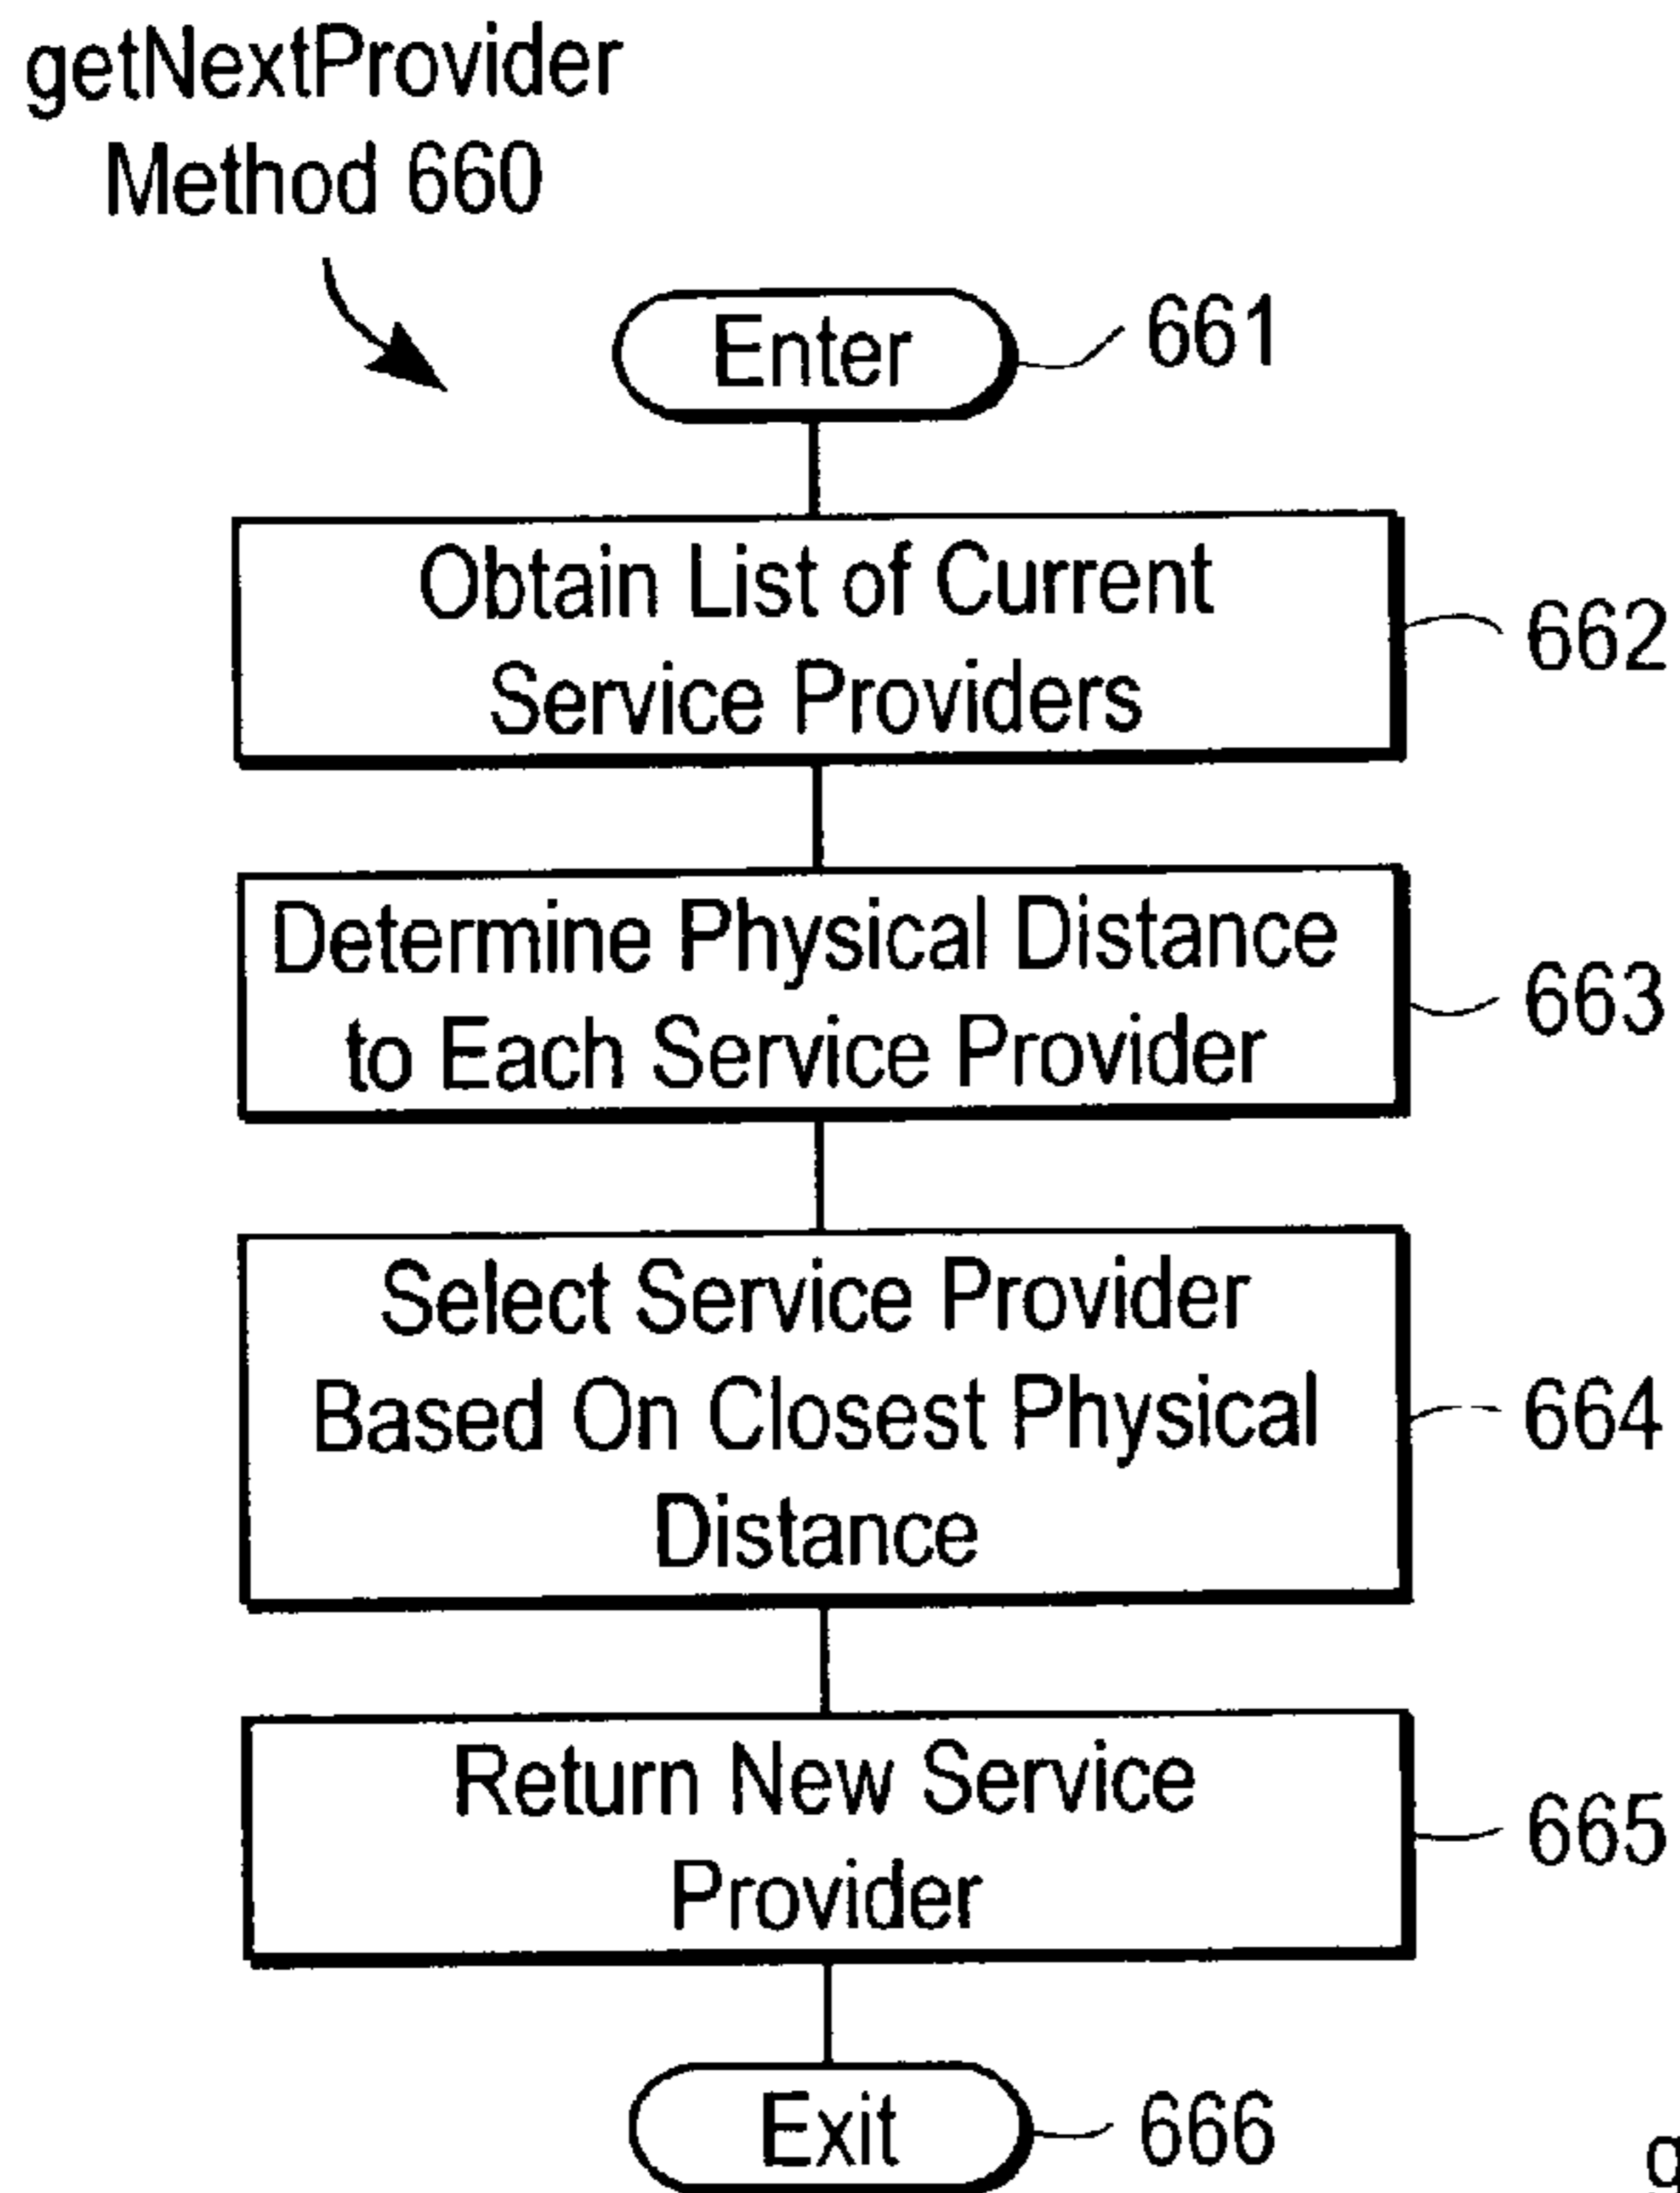 getNextProvider
Method 660
Enter
661
Obtain List of Current
Service Providers
662
Determine Physical Distance
to Each Service Provider
663
Select Service Provider
Based On Closest Physical
Distance
664
Return New Service
Provider
665
Exit
666